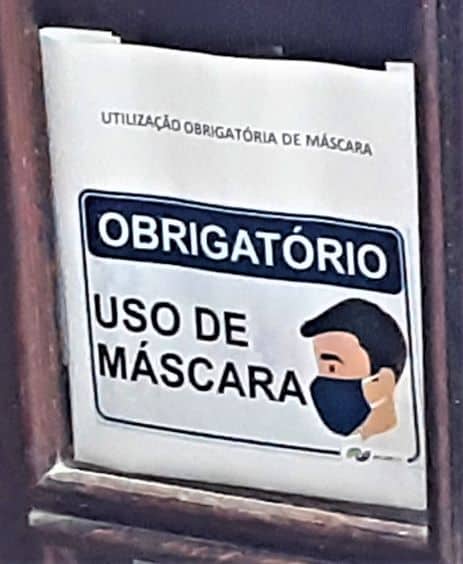 UTILIZAÇÃO OBRIGATÓRIA DE MÁSCARA
OBRIGATÓRIO
USO DE
MÁSCARA